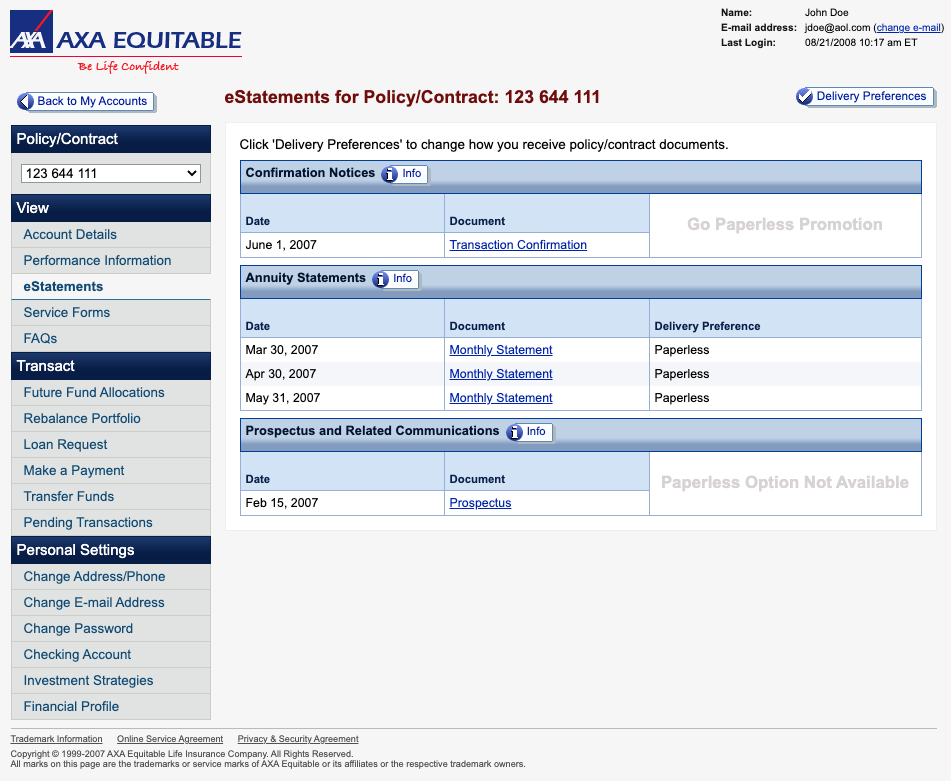 AXA EQUITABLE
Be Life Confident
Name: John Doe
E-mail address: jdoe@aol.com (change e-mail)
Last Login: 08/21/2008 10:17 am ET
Back to My Accounts
eStatements for Policy/Contract: 123 644 111
Delivery Preferences
Policy/Contract
123 644 111
View
Account Details
Performance Information
eStatements
Service Forms
FAQs
Transact
Future Fund Allocations
Rebalance Portfolio
Loan Request
Make a Payment
Transfer Funds
Pending Transactions
Personal Settings
Change Address/Phone
Change E-mail Address
Change Password
Checking Account
Investment Strategies
Financial Profile
Click 'Delivery Preferences' to change how you receive policy/contract documents.
Confirmation Notices i Info
Date Document
Go Paperless Promotion
June 1, 2007 Transaction Confirmation
Annuity Statements i Info
Date Document Delivery Preference
Mar 30, 2007 Monthly Statement Paperless
Apr 30, 2007 Monthly Statement Paperless
May 31, 2007 Monthly Statement Paperless
Prospectus and Related Communications i Info
Date Document
Paperless Option Not Available
Feb 15, 2007 Prospectus
Trademark Information Online Service Agreement Privacy & Security Agreement
Copyright © 1999-2007 AXA Equitable Life Insurance Company. All Rights Reserved.
All marks on this page are the trademarks or service marks of AXA Equitable or its affiliates or the respective trademark owners.